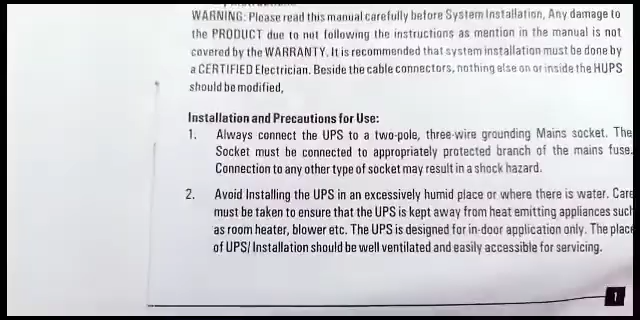 WARNING: Please read this manual carefully before System Installation, Any damage to
the PRODUCT due to not following the instructions as mention in the manual is not
covered by the WARRANTY. It is recommended that system installation must be done by
a CERTIFIED Electrician. Beside the cable connectors, nothing else on or inside the HUPS
should be modified,
Installation and Precautions for Use:
1. Always connect the UPS to a two-pole, three-wire grounding Mains socket. The
Socket must be connected to appropriately protected branch of the mains fuse.
Connection to any other type of socket may result in a shock hazard.
2. Avoid Installing the UPS in an excessively humid place or where there is water. Care
must be taken to ensure that the UPS is kept away from heat emitting appliances such
as room heater, blower etc. The UPS is designed for in-door application only. The place
of UPS/ Installation should be well ventilated and easily accessible for servicing.
1